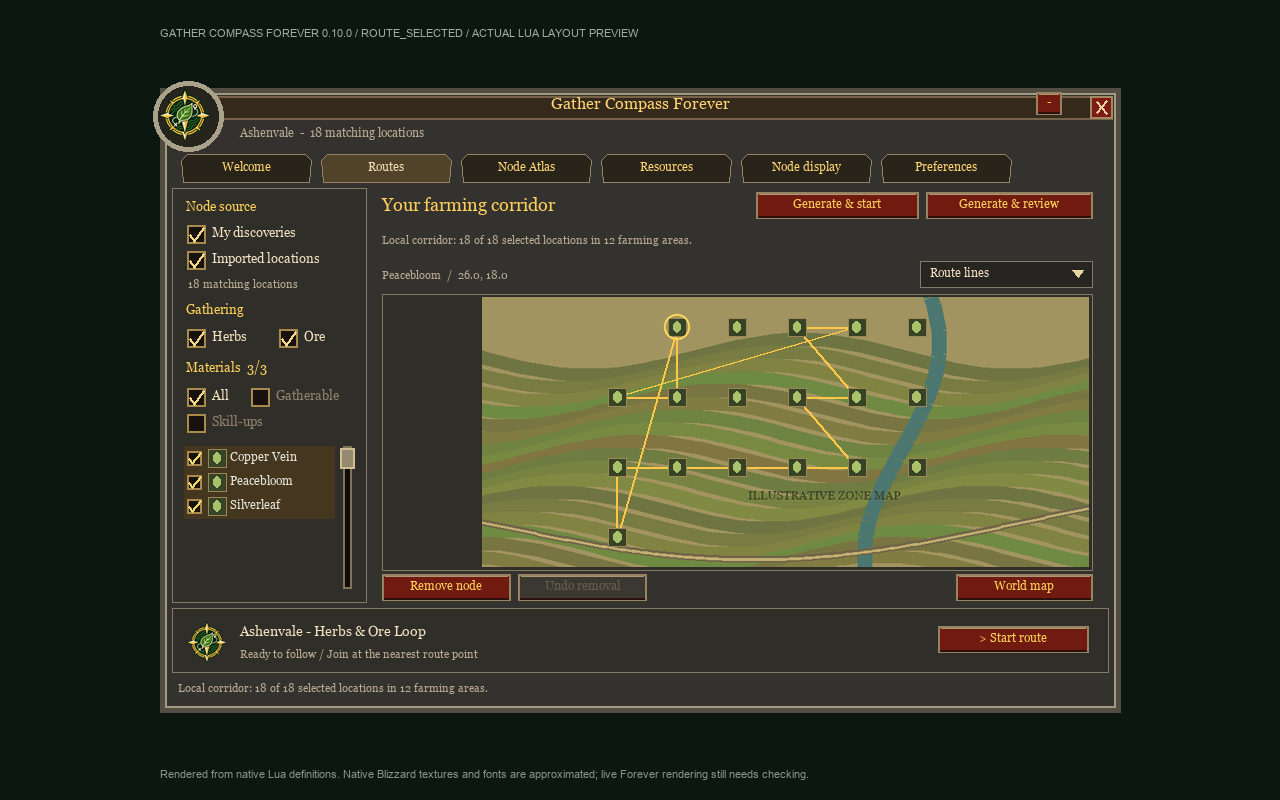 GATHER COMPASS FOREVER 0.10.0 / ROUTE_SELECTED / ACTUAL LUA LAYOUT PREVIEW
Gather Compass Forever
-
X
Ashenvale - 18 matching locations
Welcome
Routes
Node Atlas
Resources
Node display
Preferences
Node source
My discoveries
Imported locations
18 matching locations
Gathering
Herbs
Ore
Materials 3/3
All
Gatherable
Skill-ups
Copper Vein
Peacebloom
Silverleaf
Your farming corridor
Generate & start
Generate & review
Local corridor: 18 of 18 selected locations in 12 farming areas.
Peacebloom / 26.0, 18.0
Route lines
ILLUSTRATIVE ZONE MAP
Remove node
Undo removal
World map
Ashenvale - Herbs & Ore Loop
Ready to follow / Join at the nearest route point
> Start route
Local corridor: 18 of 18 selected locations in 12 farming areas.
Rendered from native Lua definitions. Native Blizzard textures and fonts are approximated; live Forever rendering still needs checking.